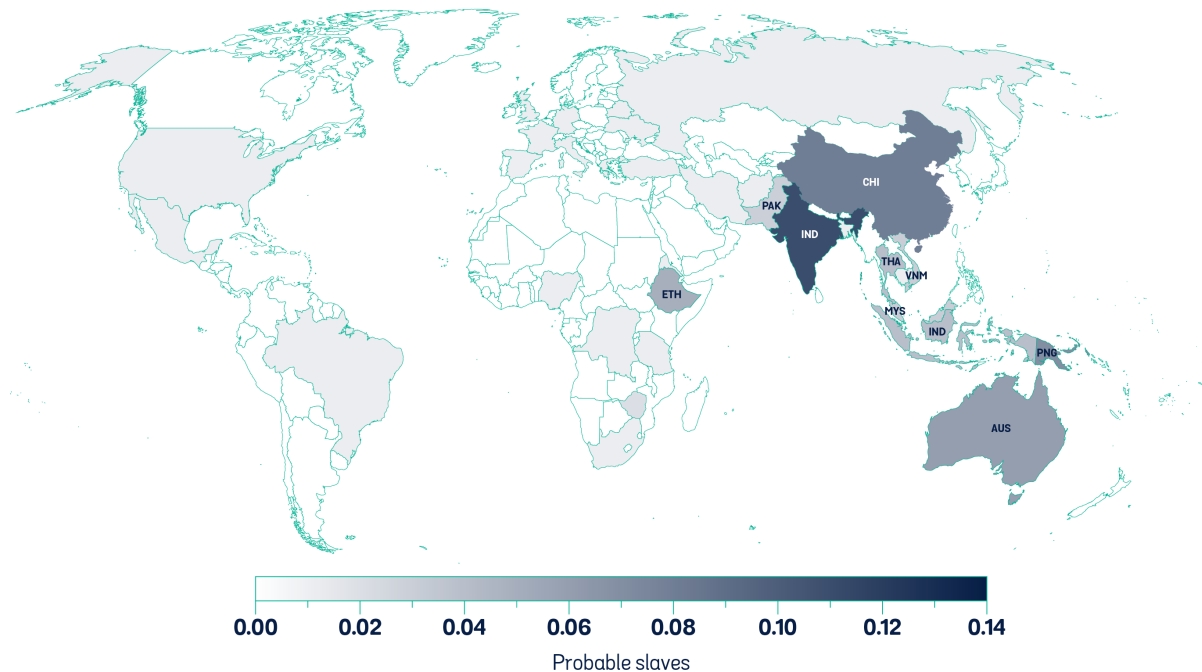 CHI
PAK
IND
THA
VNM
ETH
MYS
IND
PNG
AUS
0.00 0.02 0.04 0.06 0.08 0.10 0.12 0.14
Probable slaves